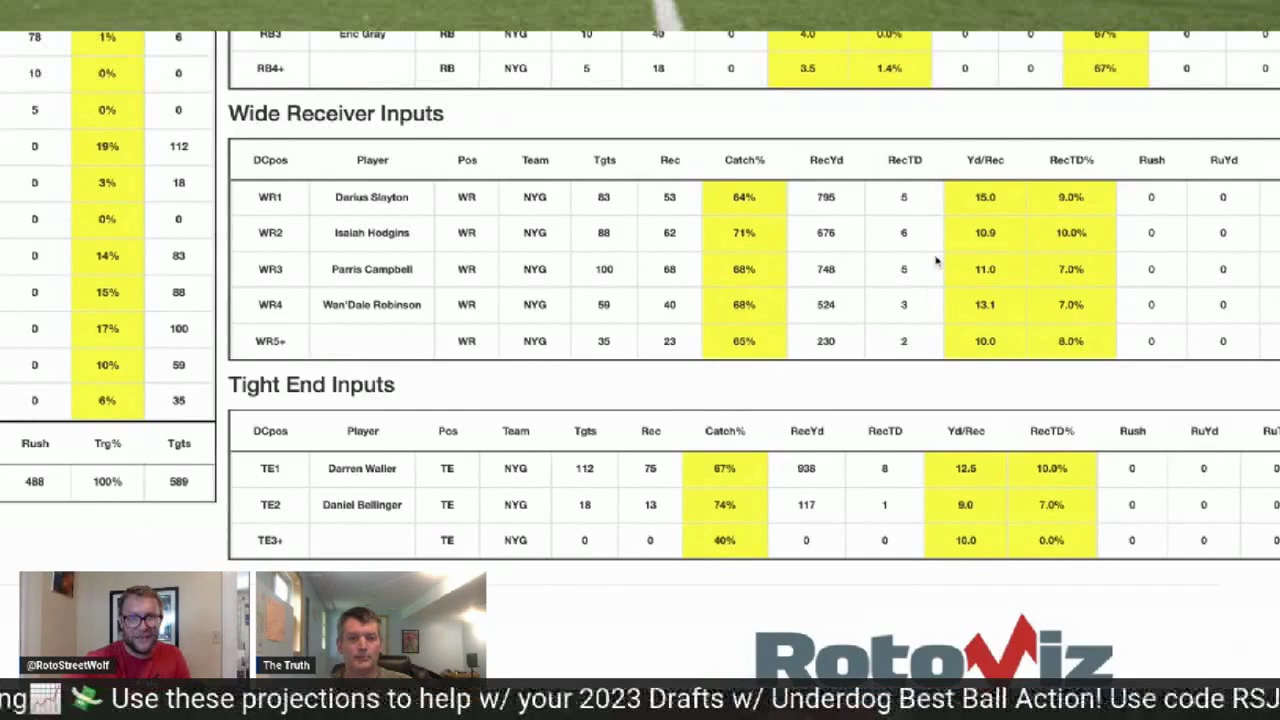 78 1% 6
10 0% 0
5 0% 0
0 19% 112
0 3% 18
0 0% 0
0 14% 83
0 15% 88
0 17% 100
0 10% 59
0 6% 35
Rush Trg% Tgts
488 100% 589
RB3 Eric Gray RB NYG 10 40 0 4.0 0.0% 0 0 67% 0 0
RB4+ RB NYG 5 18 0 3.5 1.4% 0 0 67% 0 0
Wide Receiver Inputs
DCpos Player Pos Team Tgts Rec Catch% RecYd RecTD Yd/Rec RecTD% Rush RuYd
WR1 Darius Slayton WR NYG 83 53 64% 795 5 15.0 9.0% 0 0
WR2 Isaiah Hodgins WR NYG 88 62 71% 676 6 10.9 10.0% 0 0
WR3 Parris Campbell WR NYG 100 68 68% 748 5 11.0 7.0% 0 0
WR4 Wan'Dale Robinson WR NYG 59 40 68% 524 3 13.1 7.0% 0 0
WR5+ WR NYG 35 23 65% 230 2 10.0 8.0% 0 0
Tight End Inputs
DCpos Player Pos Team Tgts Rec Catch% RecYd RecTD Yd/Rec RecTD% Rush RuYd RuT
TE1 Darren Waller TE NYG 112 75 67% 938 8 12.5 10.0% 0 0 0
TE2 Daniel Bellinger TE NYG 18 13 74% 117 1 9.0 7.0% 0 0 0
TE3+ TE NYG 0 0 40% 0 0 10.0 0.0% 0 0 0
@RotoStreetWolf
The Truth
RotoViz
ng📈 💸 Use these projections to help w/ your 2023 Drafts w/ Underdog Best Ball Action! Use code RSJ